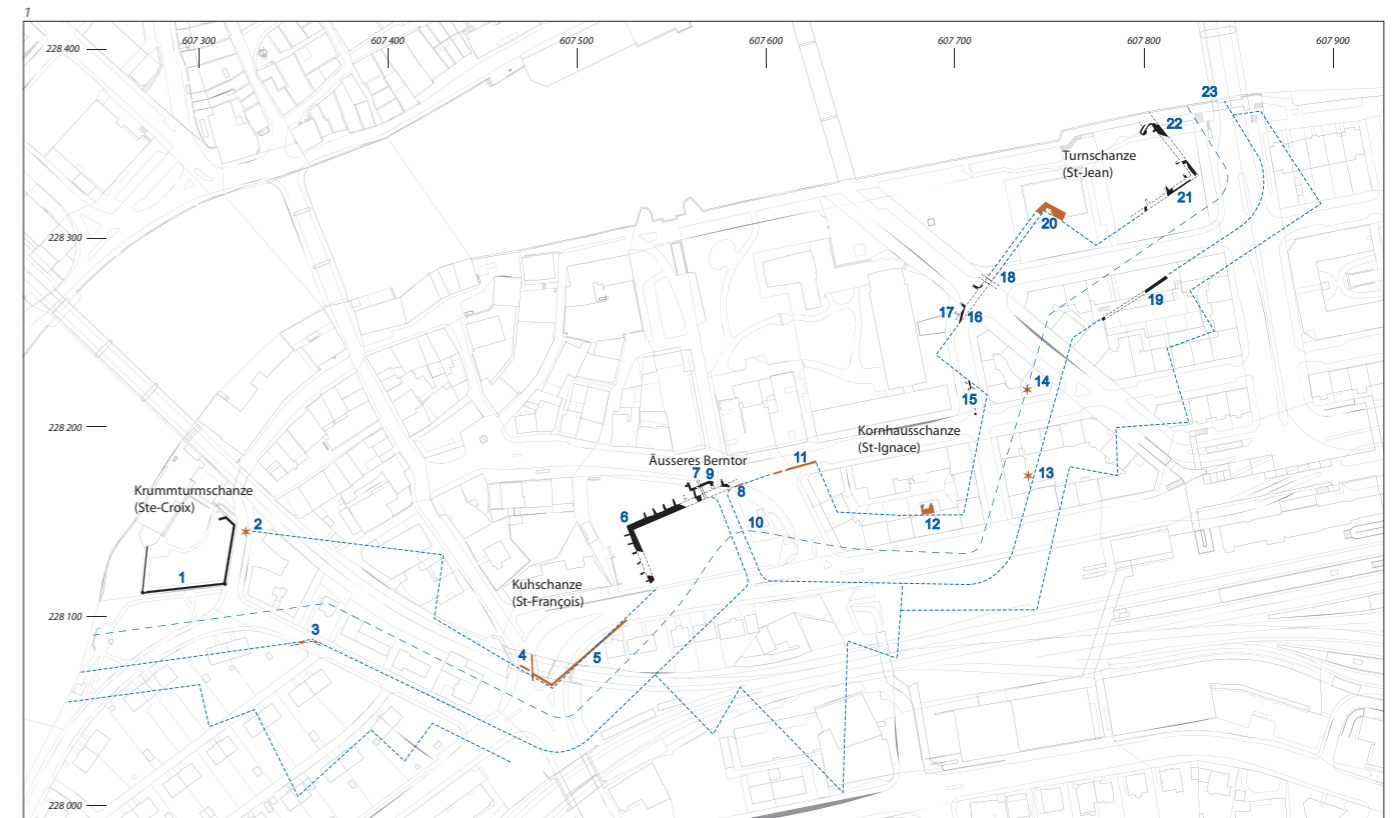 1
607 300 607 400 607 500 607 600 607 700 607 800 607 900
228 400
23
22
Turnschanze
(St-Jean)
21
20
228 300
18
19
17 16
14
15
228 200
Kornhausschanze
(St-Ignace)
Äusseres Berntor
11
7 9
8
13
Krummturmschanze
(Ste-Croix)
2
6
10
12
1
Kuhschanze
(St-François)
228 100
3
4
5
228 000